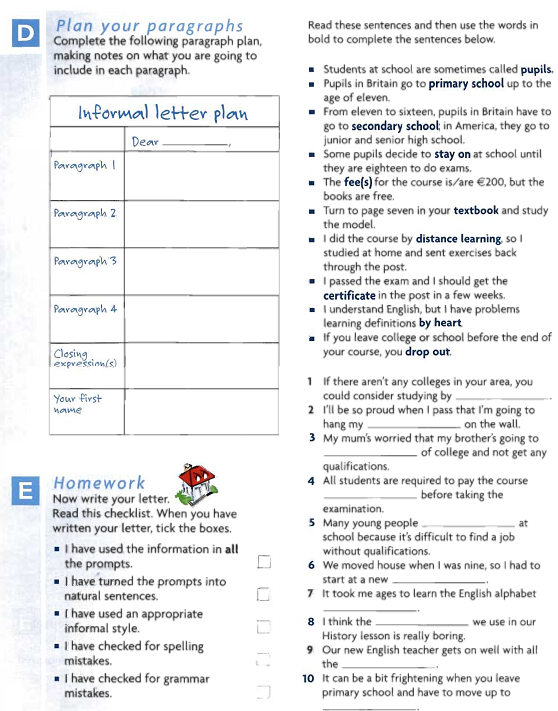 D
Plan your paragraphs
Complete the following paragraph plan,
making notes on what you are going to
include in each paragraph.
Informal letter plan
Dear ___________,
Paragraph 1
Paragraph 2
Paragraph 3
Paragraph 4
Closing
expression(s)
Your first
name
E
Homework
Now write your letter.
Read this checklist. When you have
written your letter, tick the boxes.
▪ I have used the information in all
the prompts.
▪ I have turned the prompts into
natural sentences.
▪ I have used an appropriate
informal style.
▪ I have checked for spelling
mistakes.
▪ I have checked for grammar
mistakes.
Read these sentences and then use the words in
bold to complete the sentences below.
▪ Students at school are sometimes called pupils.
▪ Pupils in Britain go to primary school up to the
age of eleven.
▪ From eleven to sixteen, pupils in Britain have to
go to secondary school; in America, they go to
junior and senior high school.
▪ Some pupils decide to stay on at school until
they are eighteen to do exams.
▪ The fee(s) for the course is/are €200, but the
books are free.
▪ Turn to page seven in your textbook and study
the model.
▪ I did the course by distance learning, so I
studied at home and sent exercises back
through the post.
▪ I passed the exam and I should get the
certificate in the post in a few weeks.
▪ I understand English, but I have problems
learning definitions by heart.
▪ If you leave college or school before the end of
your course, you drop out.
1 If there aren't any colleges in your area, you
could consider studying by ______________.
2 I'll be so proud when I pass that I'm going to
hang my ______________ on the wall.
3 My mum's worried that my brother's going to
______________ of college and not get any
qualifications.
4 All students are required to pay the course
______________ before taking the
examination.
5 Many young people ______________ at
school because it's difficult to find a job
without qualifications.
6 We moved house when I was nine, so I had to
start at a new ______________.
7 It took me ages to learn the English alphabet
______________.
8 I think the ______________ we use in our
History lesson is really boring.
9 Our new English teacher gets on well with all
the ______________.
10 It can be a bit frightening when you leave
primary school and have to move up to
______________.